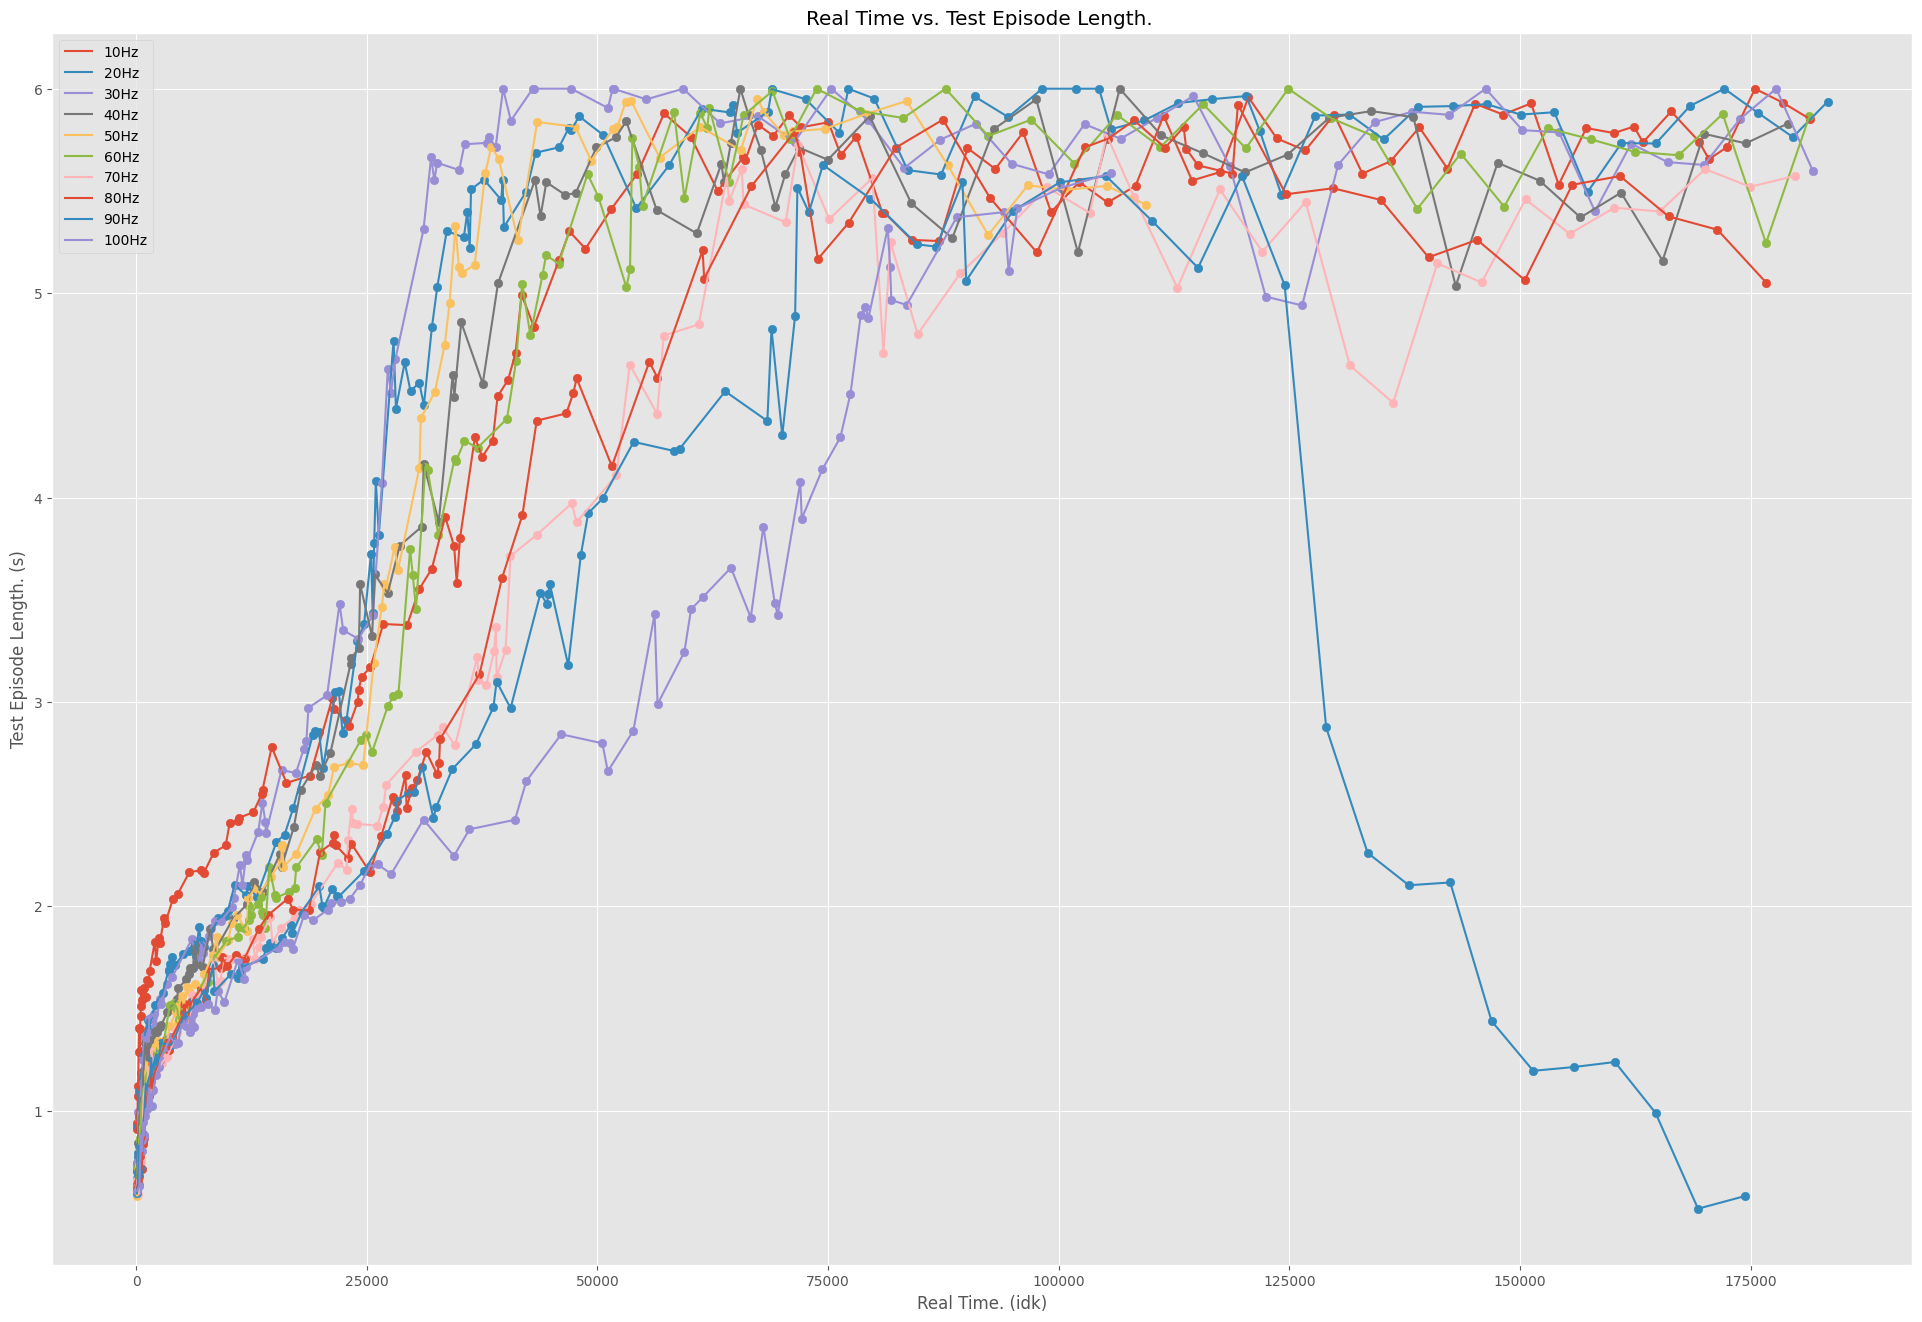 Real Time vs. Test Episode Length.
10Hz
20Hz
30Hz
40Hz
50Hz
60Hz
70Hz
80Hz
90Hz
100Hz
Test Episode Length. (s)
6
5
4
3
2
1
0
25000
50000
75000
100000
125000
150000
175000
Real Time. (idk)